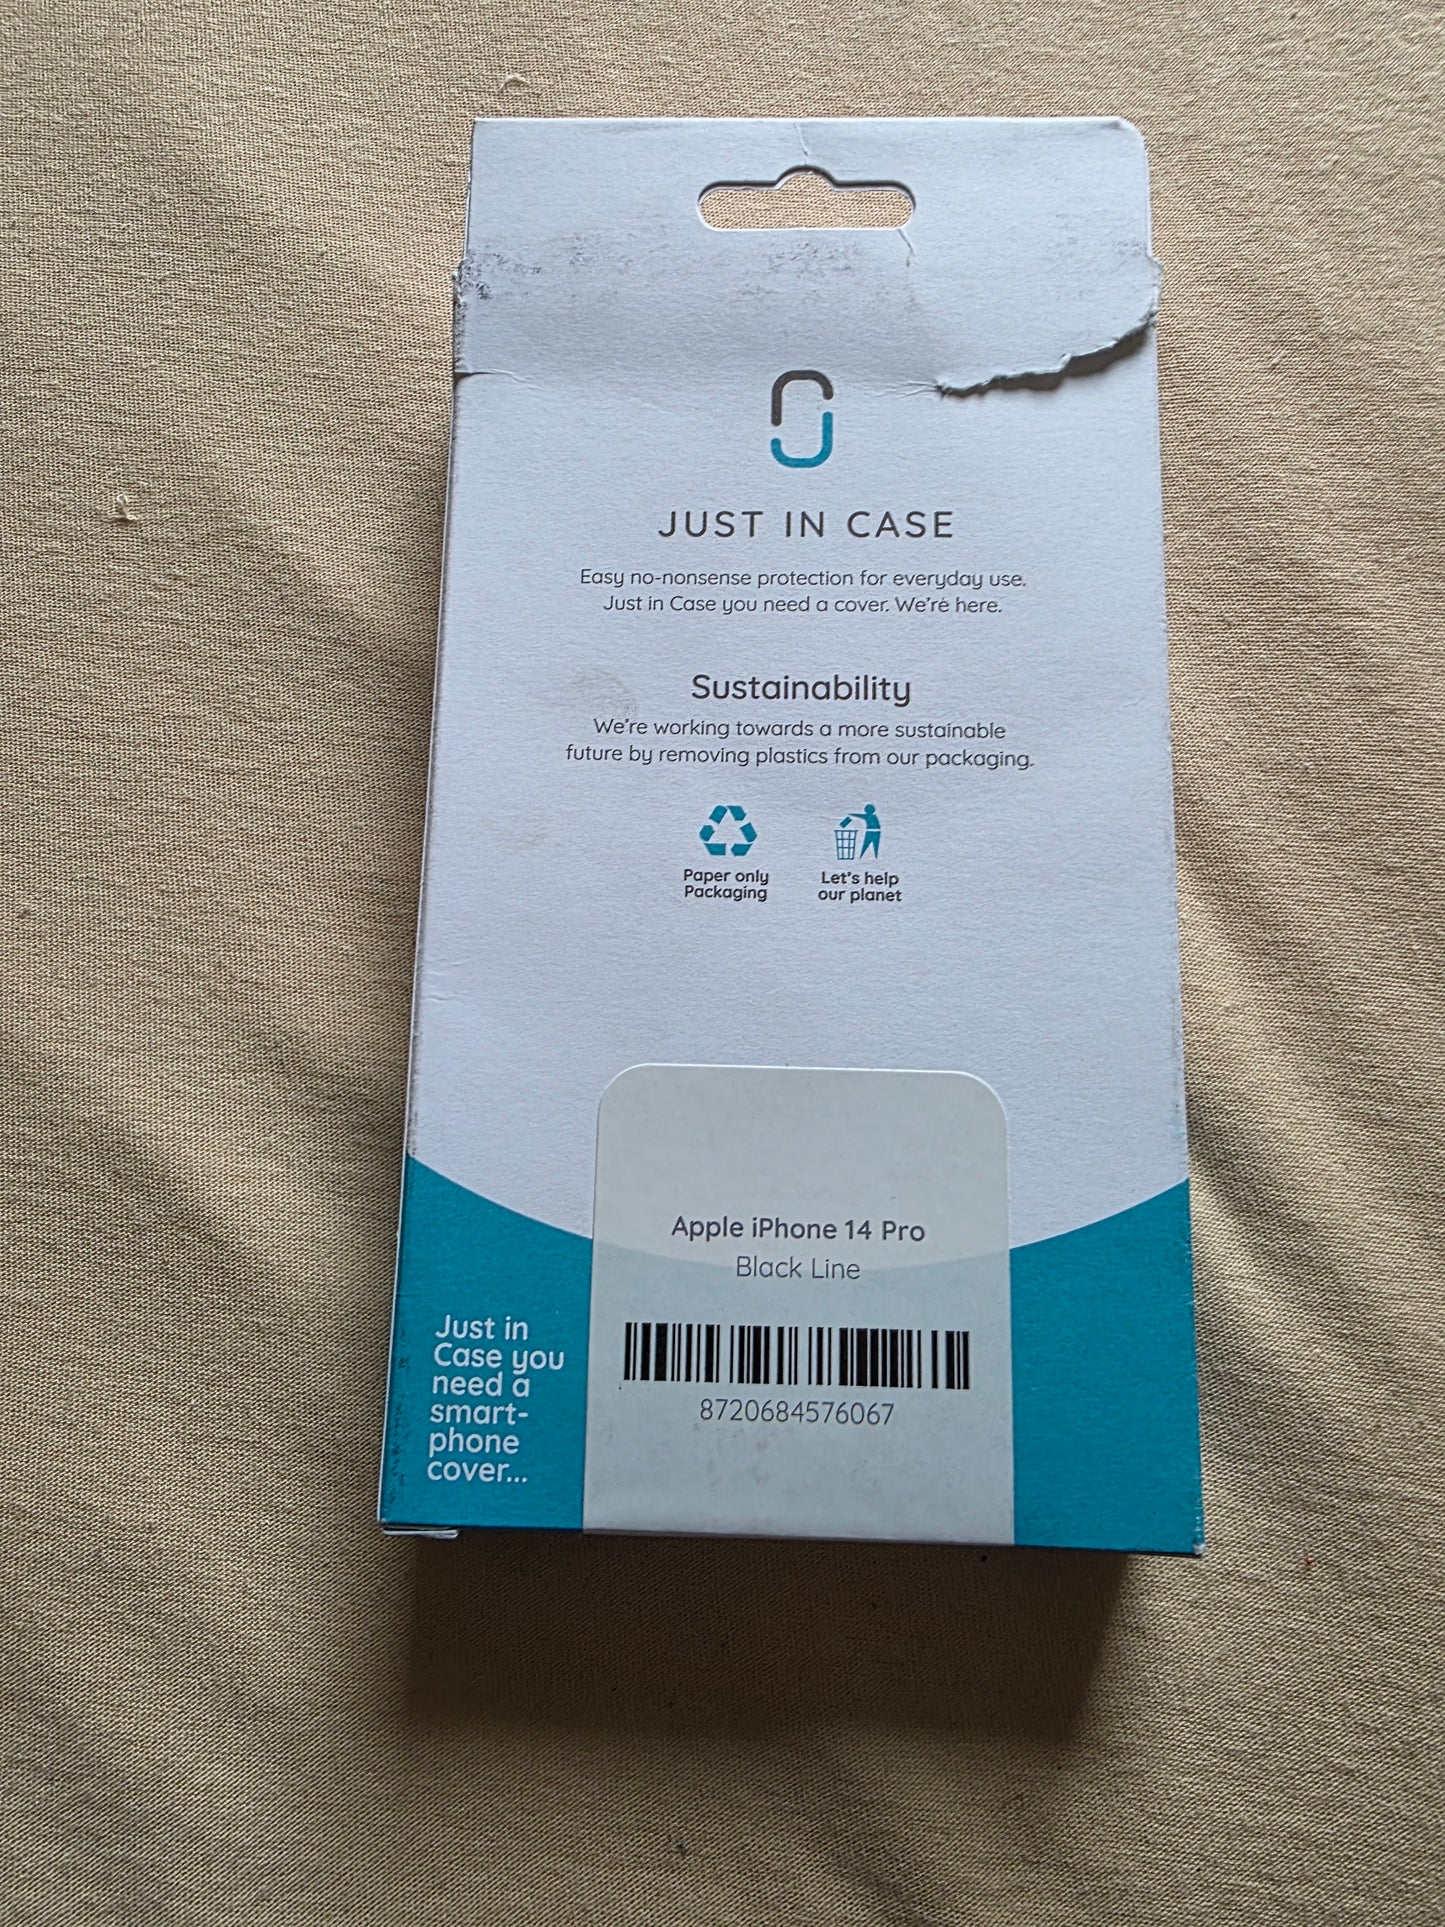 JUST IN CASE
Easy no-nonsense protection for everyday use.
Just in Case you need a cover. We're here.
Sustainability
We're working towards a more sustainable
future by removing plastics from our packaging.
Paper only
Packaging
Let's help
our planet
Apple iPhone 14 Pro
Black Line
8720684576067
Just in
Case you
need a
smart-
phone
cover...